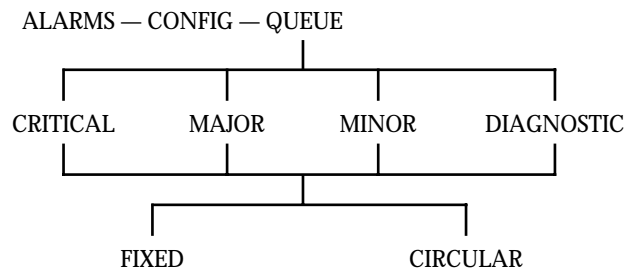 ALARMS — CONFIG — QUEUE
CRITICAL MAJOR MINOR DIAGNOSTIC
FIXED CIRCULAR